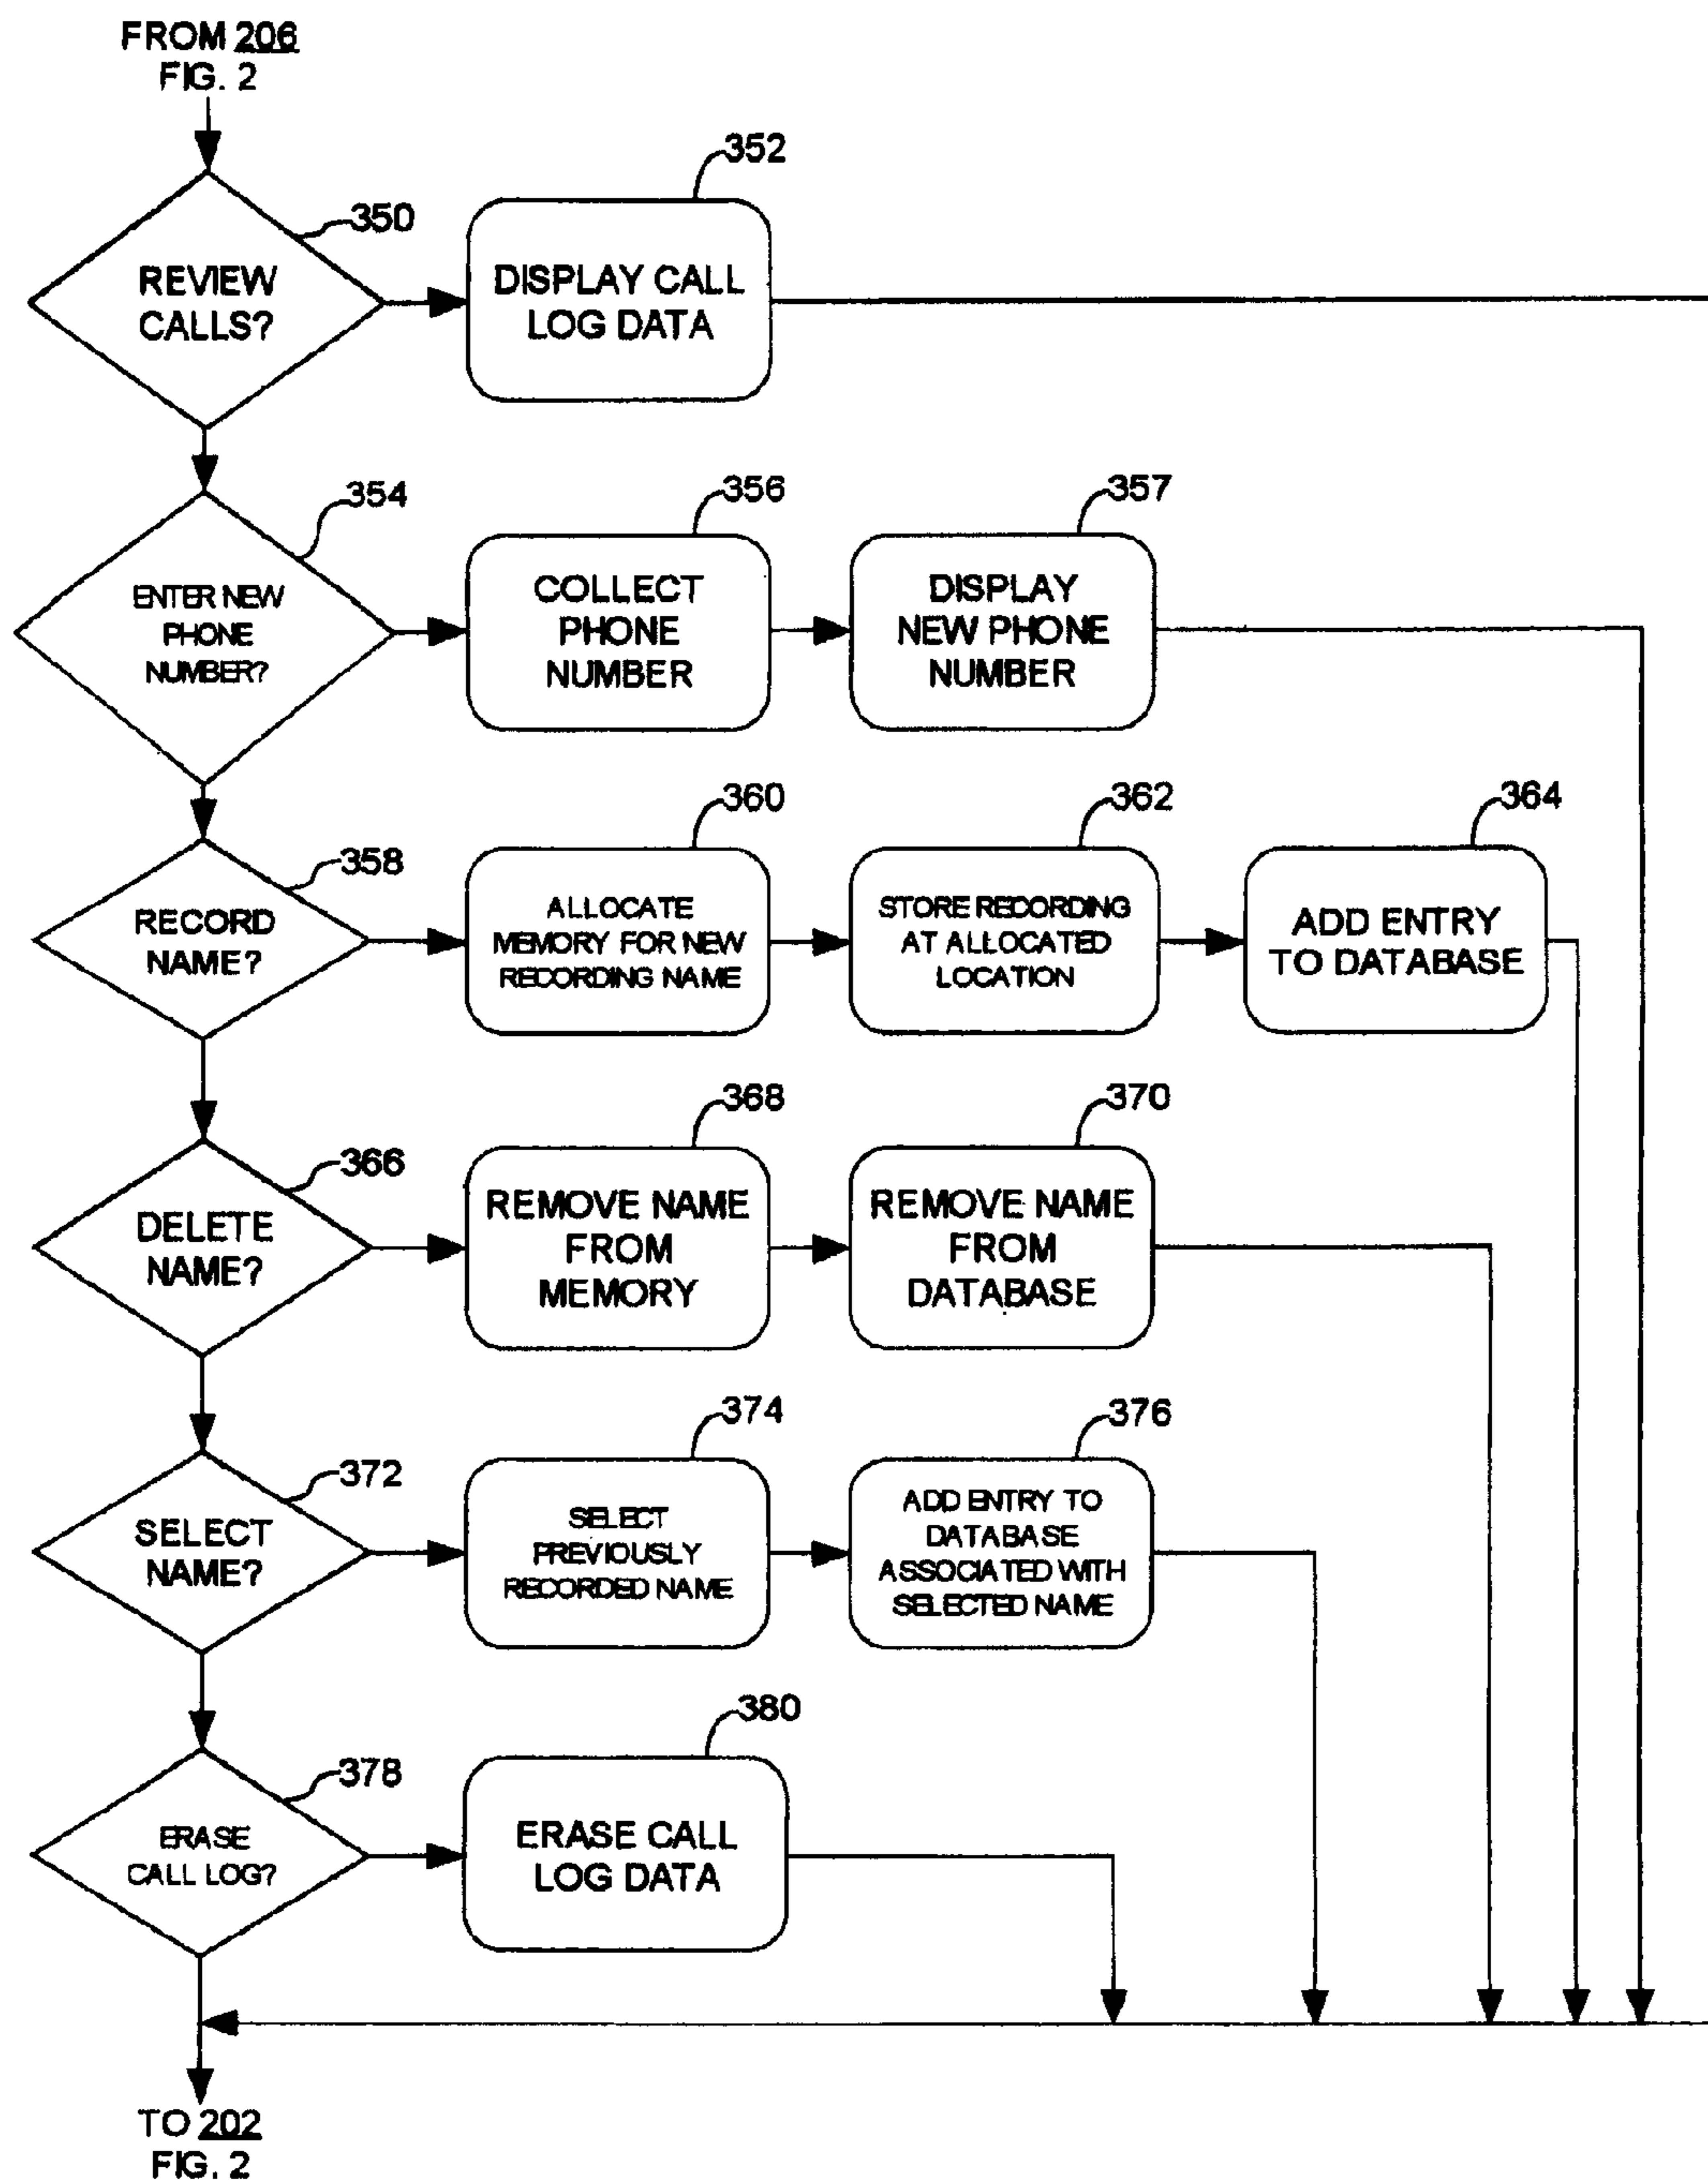 FROM 206
FIG. 2
352
350
REVIEW
CALLS?
DISPLAY CALL
LOG DATA
354
356
357
ENTER NEW
PHONE
NUMBER?
COLLECT
PHONE
NUMBER
DISPLAY
NEW PHONE
NUMBER
360
362
364
358
RECORD
NAME?
ALLOCATE
MEMORY FOR NEW
RECORDING NAME
STORE RECORDING
AT ALLOCATED
LOCATION
ADD ENTRY
TO DATABASE
368
370
366
DELETE
NAME?
REMOVE NAME
FROM
MEMORY
REMOVE NAME
FROM
DATABASE
374
376
372
SELECT
NAME?
SELECT
PREVIOUSLY
RECORDED NAME
ADD ENTRY TO
DATABASE
ASSOCIATED WITH
SELECTED NAME
380
378
ERASE
CALL LOG?
ERASE CALL
LOG DATA
TO 202
FIG. 2